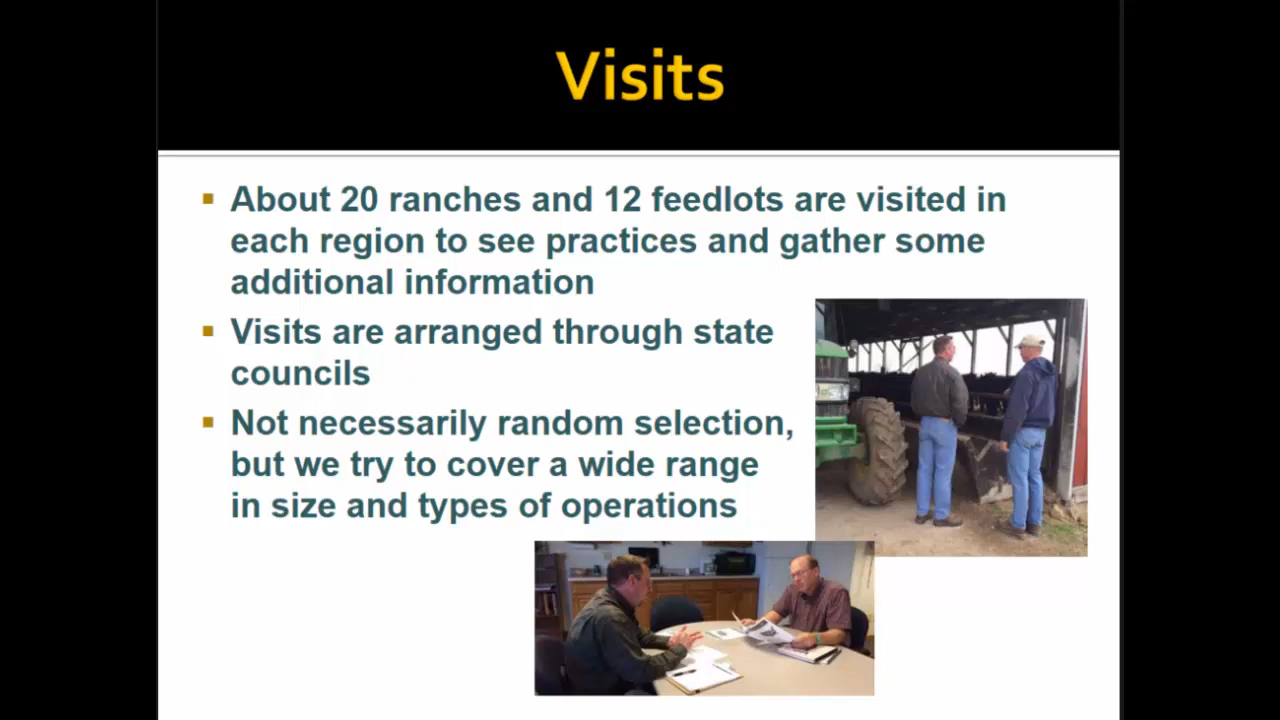 Visits
▪ About 20 ranches and 12 feedlots are visited in
each region to see practices and gather some
additional information
▪ Visits are arranged through state
councils
▪ Not necessarily random selection,
but we try to cover a wide range
in size and types of operations